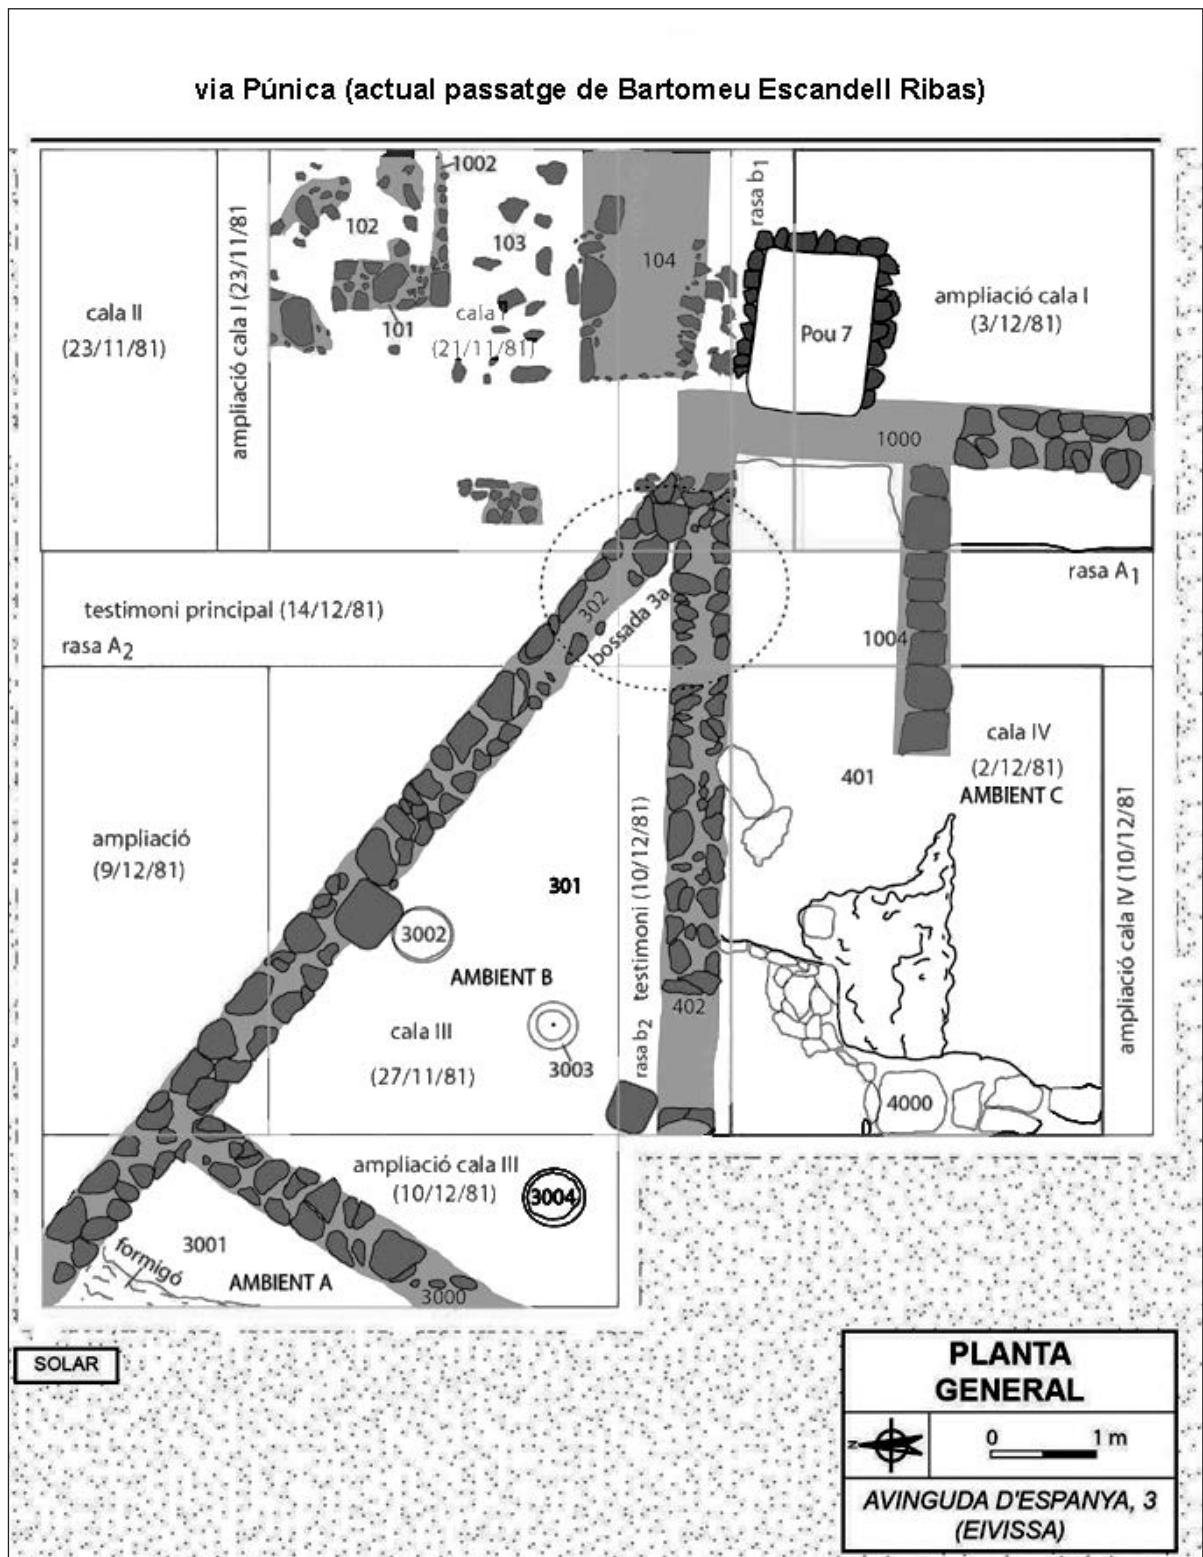 via Púnica (actual passatge de Bartomeu Escandell Ribas)
cala II
(23/11/81)
ampliació cala I (23/11/81
102
1002
103
101
cala I
(21/11/81)
104
rasa b1
Pou 7
ampliació cala I
(3/12/81)
1000
testimoni principal (14/12/81)
rasa A2
302
bossada 3a
rasa A1
1004
ampliació
(9/12/81)
301
3002
AMBIENT B
cala III
(27/11/81)
3003
rasa b2 testimoni (10/12/81)
402
401
cala IV
(2/12/81)
AMBIENT C
ampliació cala IV (10/12/81
4000
0
ampliació cala III
(10/12/81)
3004
3001
formigó
AMBIENT A
3000
SOLAR
PLANTA
GENERAL
N
0 1 m
AVINGUDA D'ESPANYA, 3
(EIVISSA)